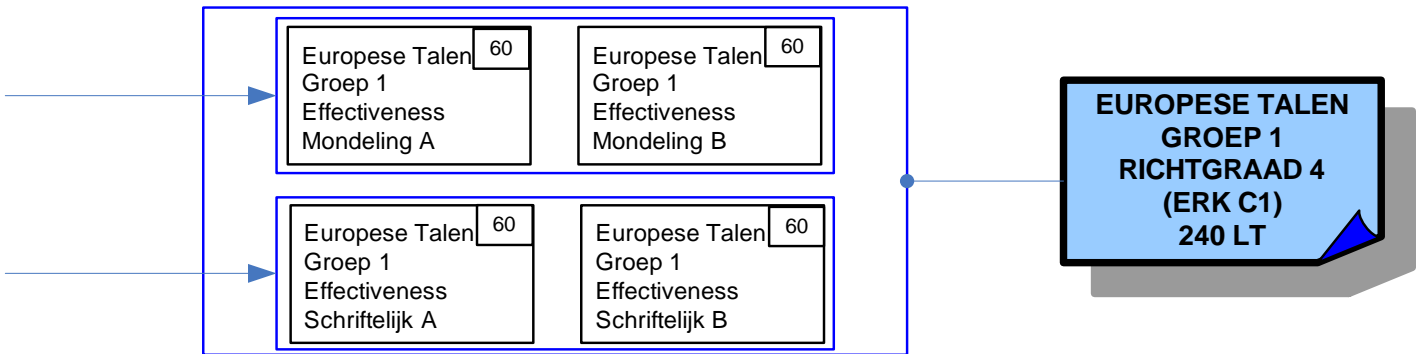 Europese Talen
Groep 1
Effectiveness
Mondeling A
60
Europese Talen
Groep 1
Effectiveness
Mondeling B
60
Europese Talen
Groep 1
Effectiveness
Schriftelijk A
60
Europese Talen
Groep 1
Effectiveness
Schriftelijk B
60
EUROPESE TALEN
GROEP 1
RICHTGRAAD 4
(ERK C1)
240 LT